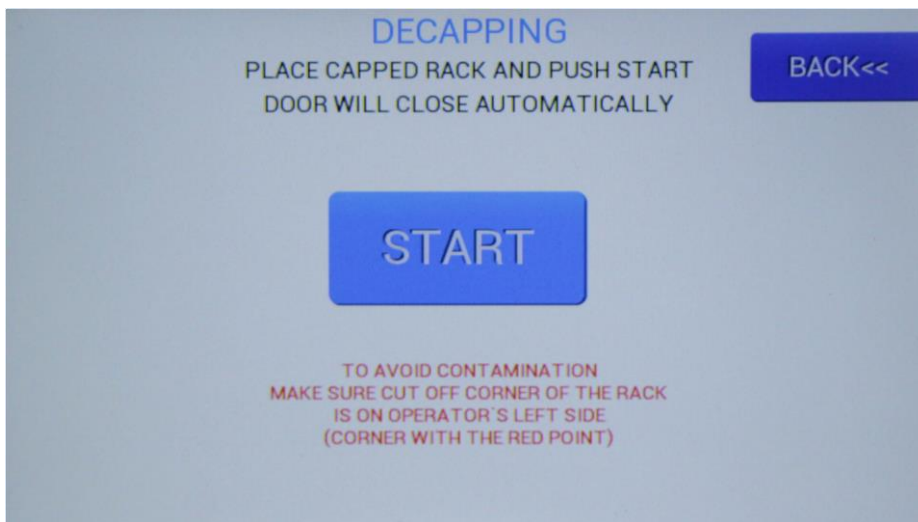 DECAPPING
PLACE CAPPED RACK AND PUSH START
DOOR WILL CLOSE AUTOMATICALLY
BACK<<
START
TO AVOID CONTAMINATION
MAKE SURE CUT OFF CORNER OF THE RACK
IS ON OPERATOR`S LEFT SIDE
(CORNER WITH THE RED POINT)